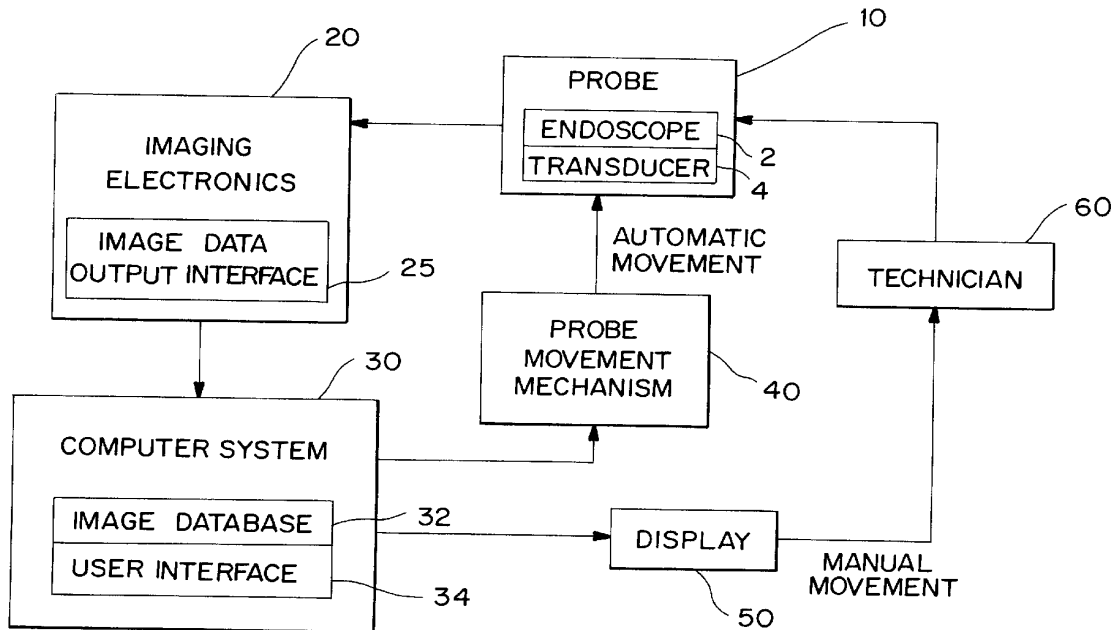 20
10
PROBE
ENDOSCOPE
2
TRANSDUCER
4
IMAGING
ELECTRONICS
IMAGE DATA
OUTPUT INTERFACE
25
AUTOMATIC
MOVEMENT
60
TECHNICIAN
PROBE
MOVEMENT
MECHANISM
40
30
COMPUTER SYSTEM
IMAGE DATABASE
32
USER INTERFACE
34
DISPLAY
50
MANUAL
MOVEMENT